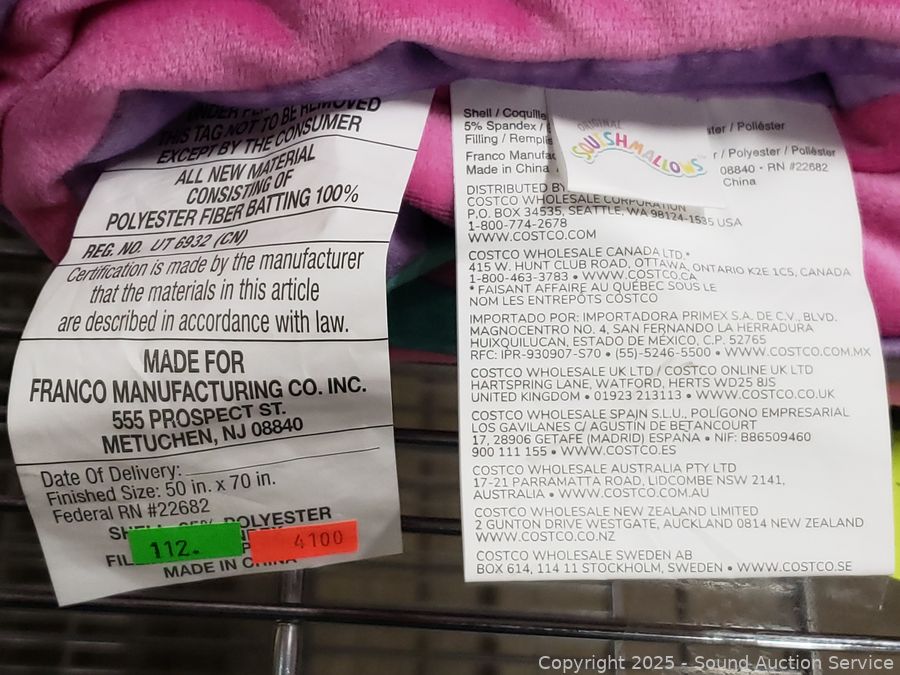 UNDER
THIS TAG NOT TO BE REMOVED
EXCEPT BY THE CONSUMER
ALL NEW MATERIAL
CONSISTING OF
POLYESTER FIBER BATTING 100%
REG. NO. UT 6932 (CN)
Certification is made by the manufacturer
that the materials in this article
are described in accordance with law.
MADE FOR
FRANCO MANUFACTURING CO. INC.
555 PROSPECT ST.
METUCHEN, NJ 08840
Date Of Delivery:
Finished Size: 50 in. x 70 in.
Federal RN #22682
POLYESTER
112.
4100
MADE IN CHINA
Shell / Coquille
5% Spandex /
Filling /
Franco
Made in China
ORIGINAL
SQUISHMALLOWS
/ Poliéster
/ Polyester / Poliéster
08840 • RN #22682
China
DISTRIBUTED BY
COSTCO WHOLESALE CORPORATION
P.O. BOX 34535, SEATTLE, WA 98124-1535 USA
1-800-774-2678
WWW.COSTCO.COM
COSTCO WHOLESALE CANADA LTD.*
415 W. HUNT CLUB ROAD, OTTAWA, ONTARIO K2E 1C5, CANADA
1-800-463-3783 • WWW.COSTCO.CA
* FAISANT AFFAIRE AU QUÉBEC SOUS LE
NOM LES ENTREPÔTS COSTCO
IMPORTADO POR: IMPORTADORA PRIMEX S.A. DE C.V., BLVD.
MAGNOCENTRO NO. 4, SAN FERNANDO LA HERRADURA
HUIXQUILUCAN, ESTADO DE MÉXICO, C.P. 52765
RFC: IPR-930907-S70 • (55)-5246-5500 • WWW.COSTCO.COM.MX
COSTCO WHOLESALE UK LTD / COSTCO ONLINE UK LTD
HARTSPRING LANE, WATFORD, HERTS WD25 8JS
UNITED KINGDOM • 01923 213113 • WWW.COSTCO.CO.UK
COSTCO WHOLESALE SPAIN S.L.U., POLÍGONO EMPRESARIAL
LOS GAVILANES C/ AGUSTÍN DE BETANCOURT
17, 28906 GETAFE (MADRID) ESPAÑA • NIF: B86509460
900 111 155 • WWW.COSTCO.ES
COSTCO WHOLESALE AUSTRALIA PTY LTD
17-21 PARRAMATTA ROAD, LIDCOMBE NSW 2141,
AUSTRALIA • WWW.COSTCO.COM.AU
COSTCO WHOLESALE NEW ZEALAND LIMITED
2 GUNTON DRIVE WESTGATE, AUCKLAND 0814 NEW ZEALAND
WWW.COSTCO.CO.NZ
COSTCO WHOLESALE SWEDEN AB
BOX 614, 114 11 STOCKHOLM, SWEDEN • WWW.COSTCO.SE
Copyright 2025 - Sound Auction Service